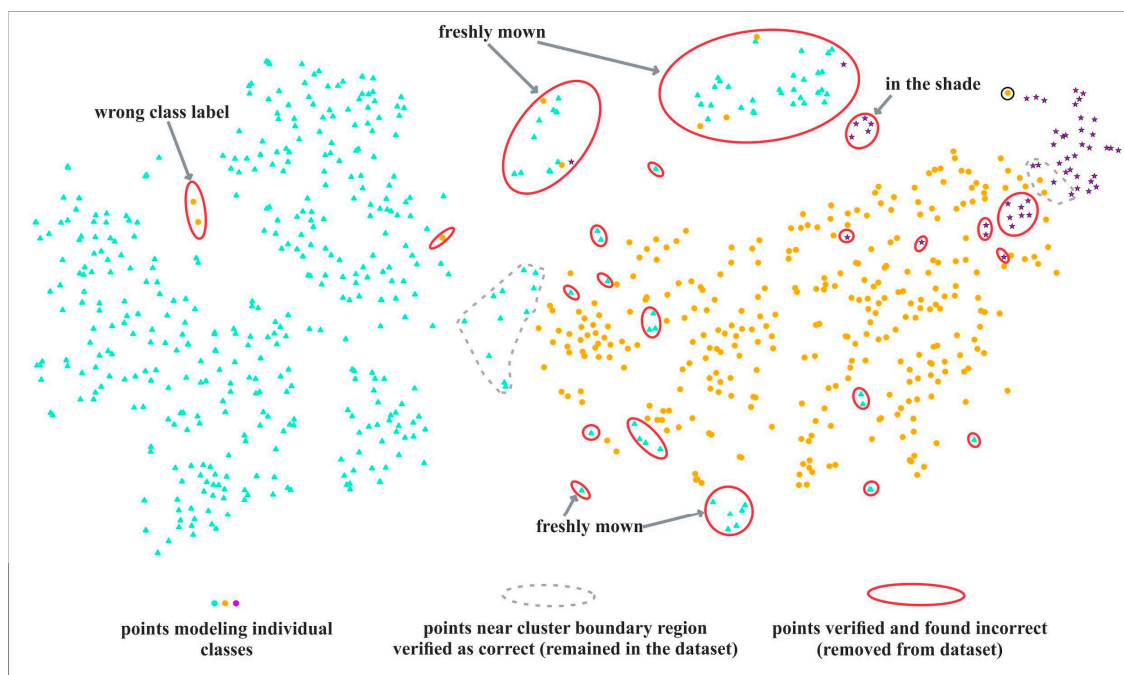 freshly mown
in the shade
wrong class label
freshly mown
points modeling individual
classes
points near cluster boundary region
verified as correct (remained in the dataset)
points verified and found incorrect
(removed from dataset)